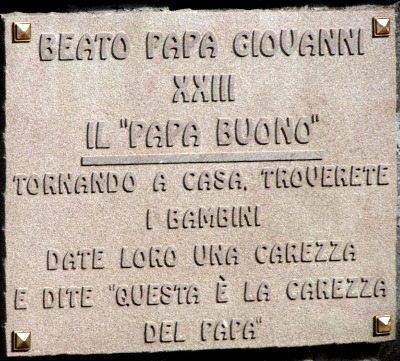 BEATO PAPA GIOVANNI
XXIII
IL "PAPA BUONO"
TORNANDO A CASA, TROVERETE
I BAMBINI
DATE LORO UNA CAREZZA
E DITE "QUESTA È LA CAREZZA
DEL PAPA"